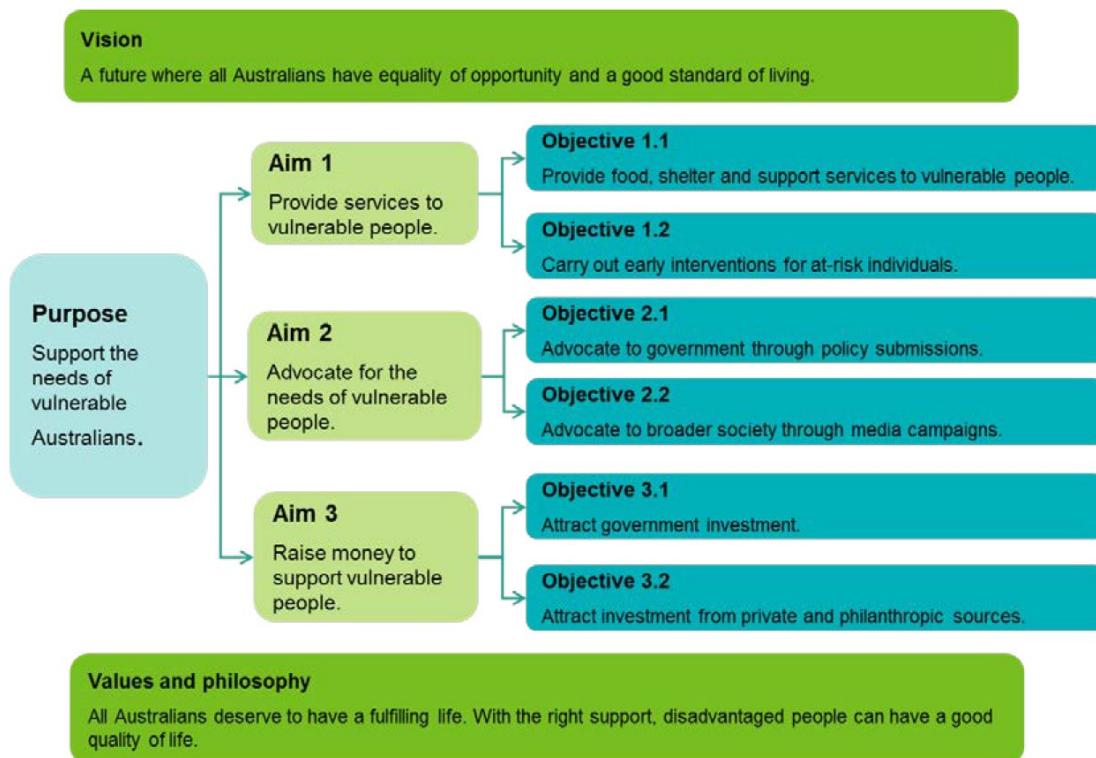 Vision
A future where all Australians have equality of opportunity and a good standard of living.
Purpose
Support the
needs of
vulnerable
Australians.
Aim 1
Provide services to
vulnerable people.
Objective 1.1
Provide food, shelter and support services to vulnerable people.
Objective 1.2
Carry out early interventions for at-risk individuals.
Aim 2
Advocate for the
needs of vulnerable
people.
Objective 2.1
Advocate to government through policy submissions.
Objective 2.2
Advocate to broader society through media campaigns.
Aim 3
Raise money to
support vulnerable
people.
Objective 3.1
Attract government investment.
Objective 3.2
Attract investment from private and philanthropic sources.
Values and philosophy
All Australians deserve to have a fulfilling life. With the right support, disadvantaged people can have a good
quality of life.